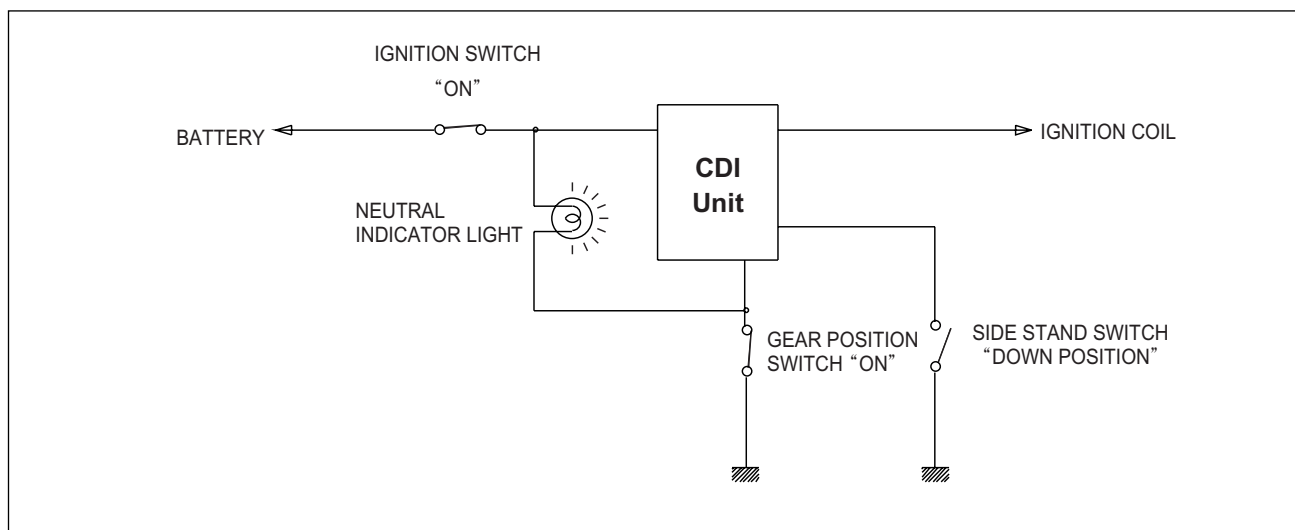 IGNITION SWITCH
“ON”
BATTERY
IGNITION COIL
CDI
Unit
NEUTRAL
INDICATOR LIGHT
GEAR POSITION
SWITCH “ON”
SIDE STAND SWITCH
“DOWN POSITION”